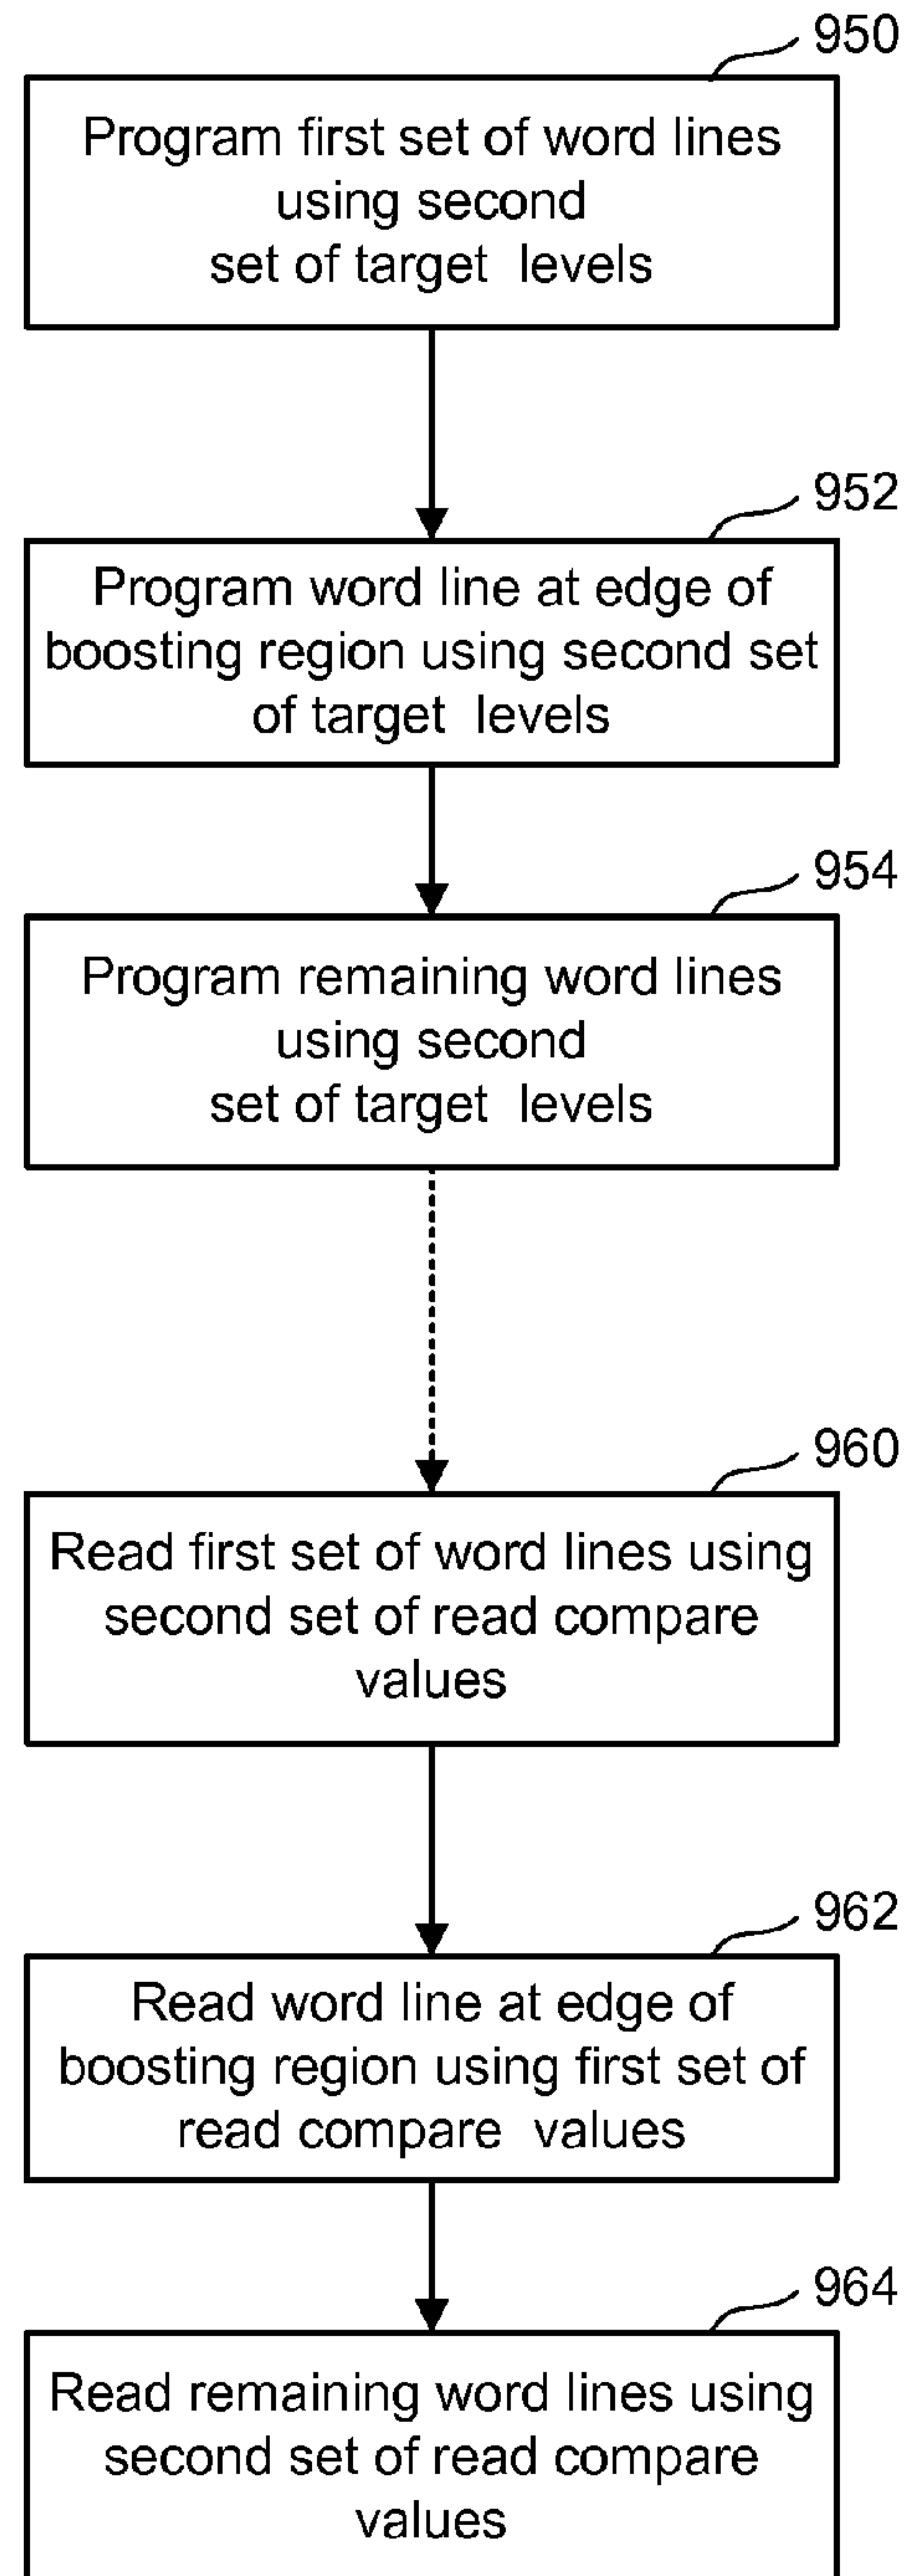 950
Program first set of word lines
using second
set of target levels
952
Program word line at edge of
boosting region using second set
of target levels
954
Program remaining word lines
using second
set of target levels
960
Read first set of word lines using
second set of read compare
values
962
Read word line at edge of
boosting region using first set of
read compare values
964
Read remaining word lines using
second set of read compare
values